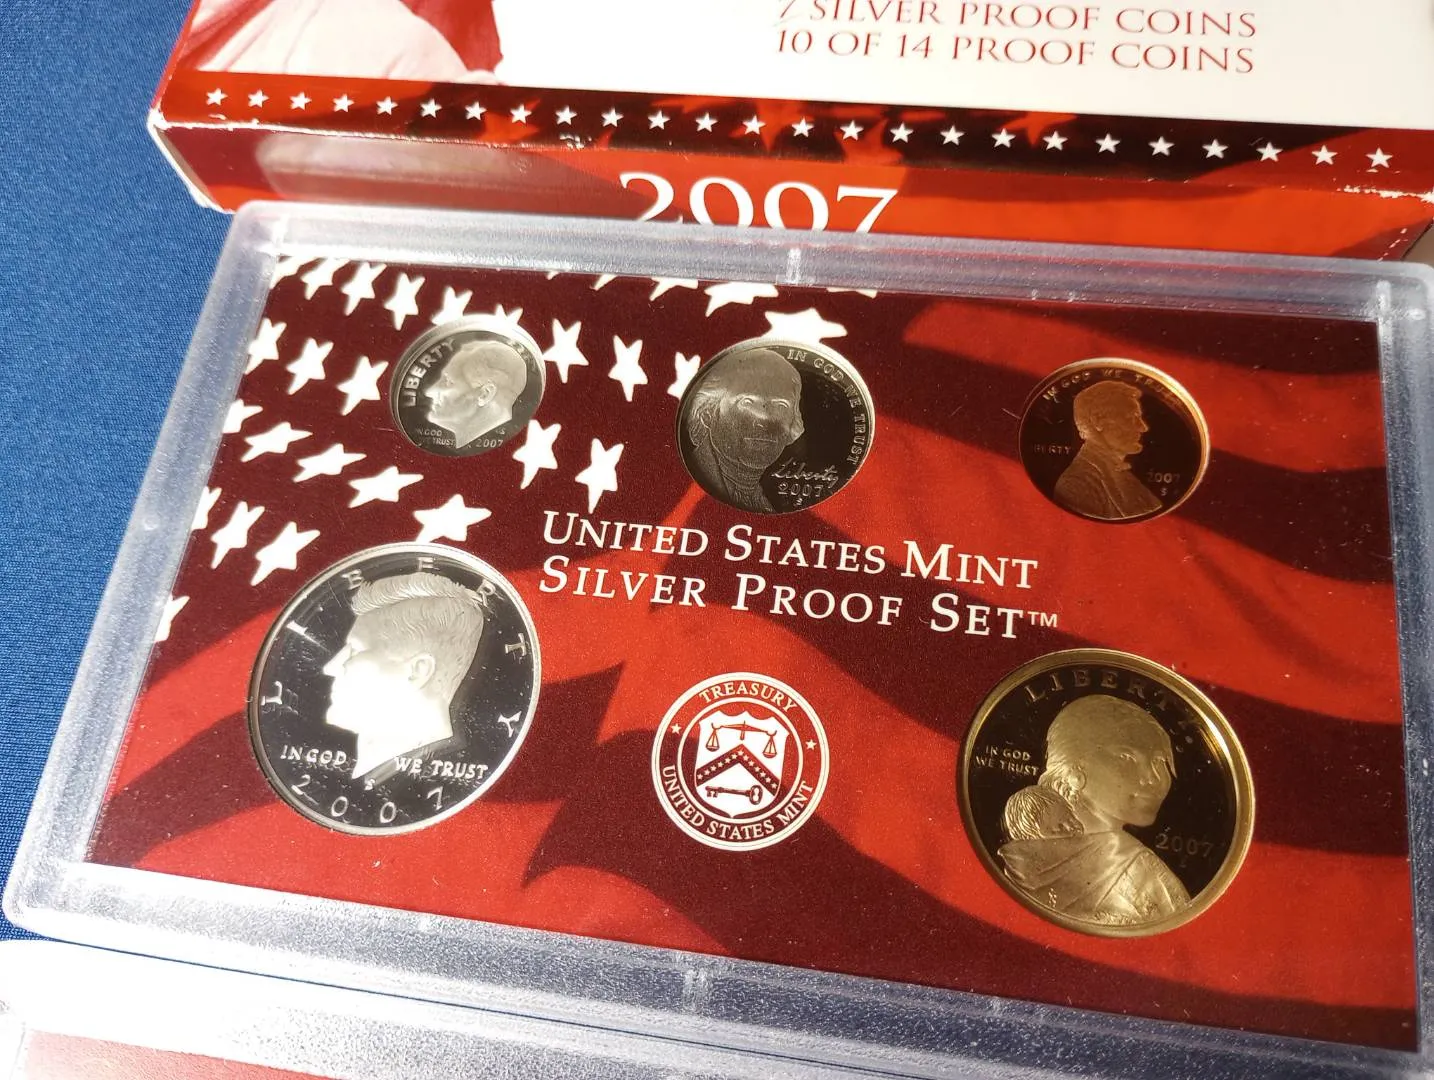 7 SILVER PROOF COINS
10 OF 14 PROOF COINS
2007
LIBERTY
IN GOD
WE TRUST
S
2007
IN GOD WE TRUST
Liberty
2007
S
IN GOD WE TRUST
LIBERTY
2007
S
UNITED STATES MINT
SILVER PROOF SET™
LIBERTY
IN GOD WE TRUST
S
2007
TREASURY
UNITED STATES MINT
LIBERTY
IN GOD
WE TRUST
2007